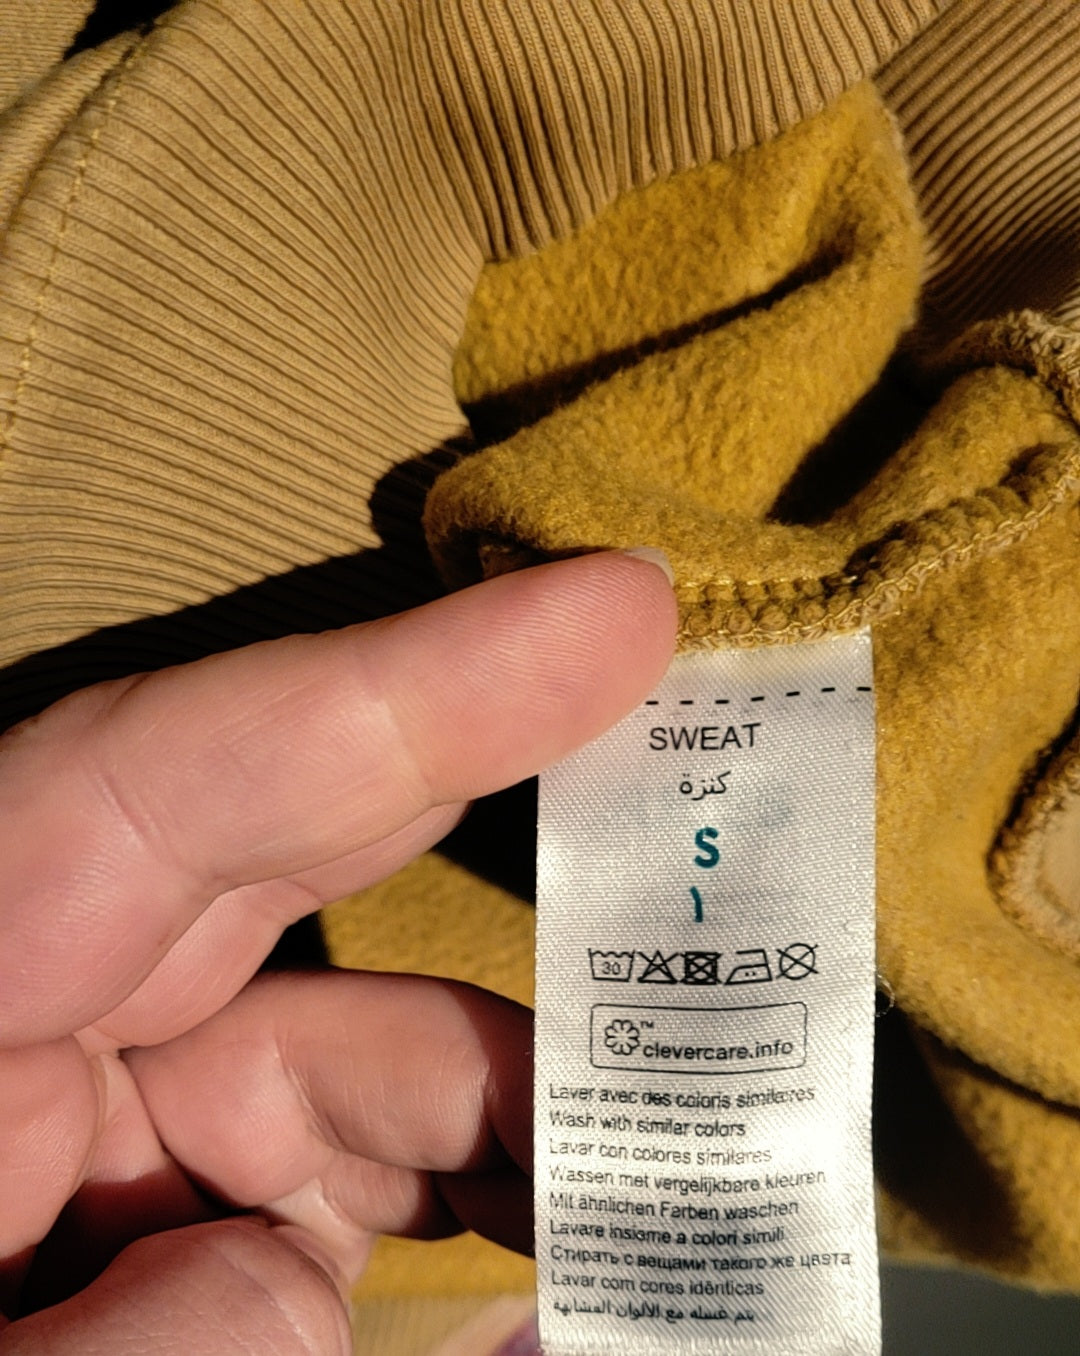 SWEAT
كنزة
S
1
30
™
clevercare.info
Laver avec des coloris similaires
Wash with similar colors
Lavar con colores similares
Wassen met vergelijkbare kleuren
Mit ähnlichen Farben waschen
Lavare insieme a colori simili
Стирать с вещами такого же цвета
Lavar com cores idênticas
يتم غسله مع الألوان المشابهة